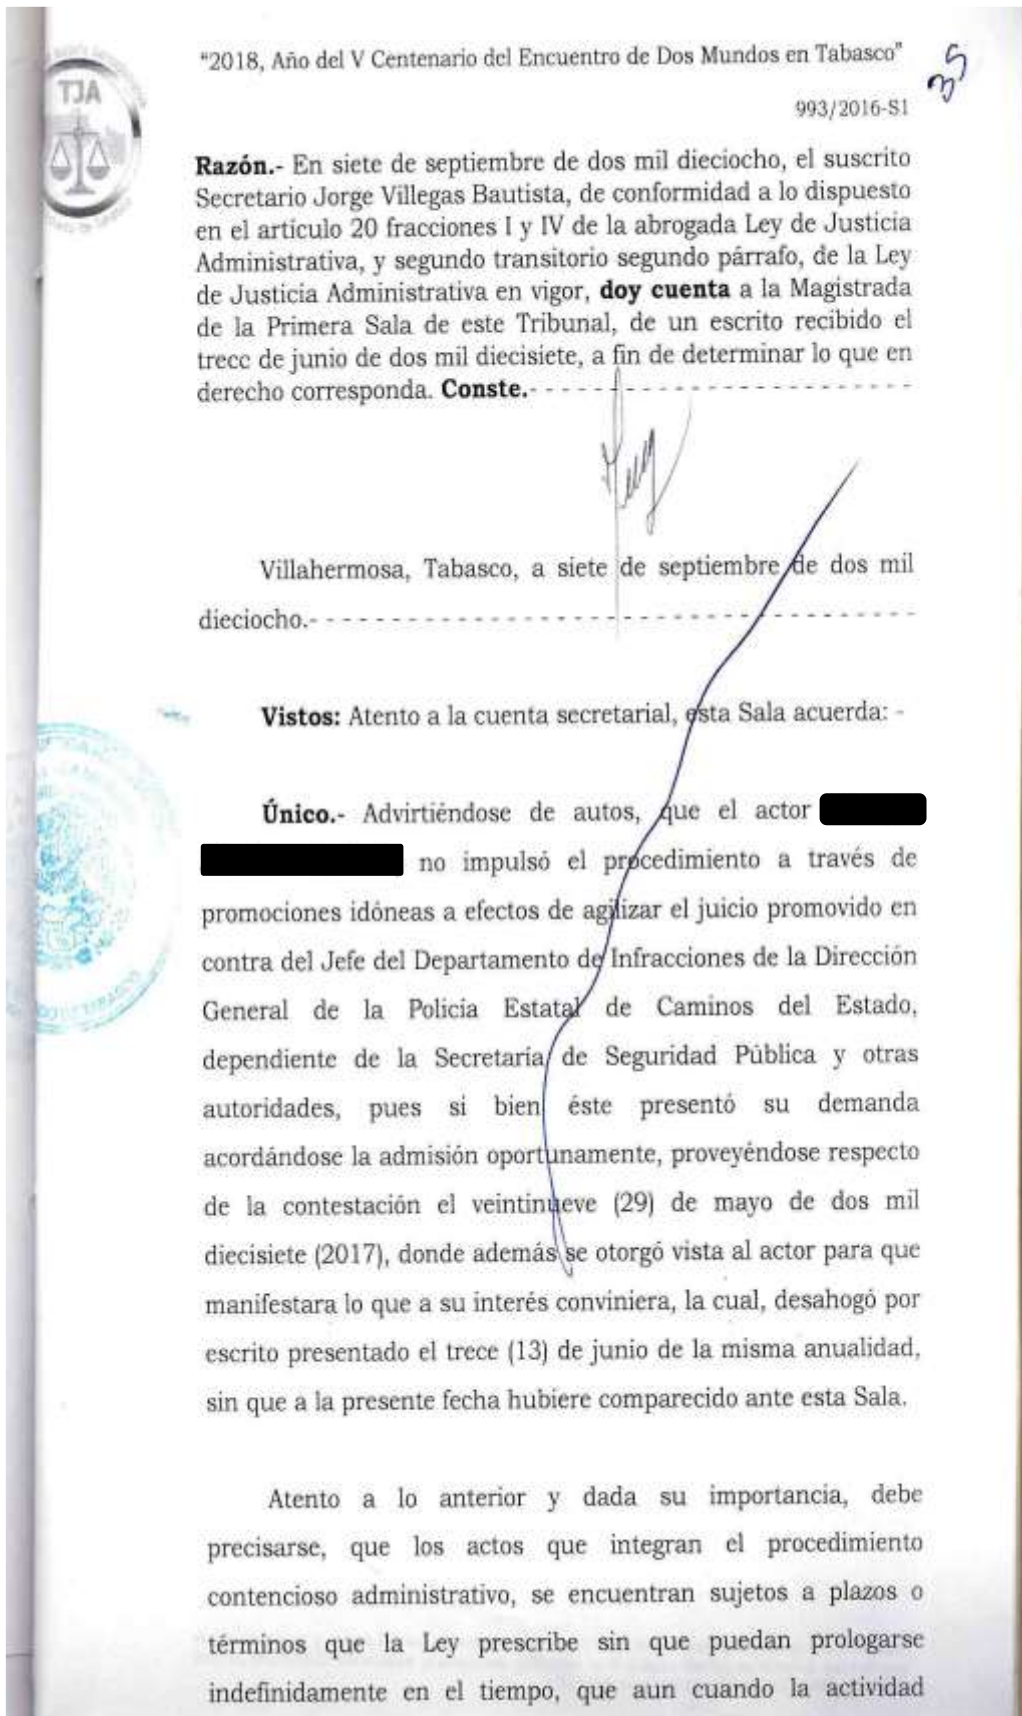 "2018, Año del V Centenario del Encuentro de Dos Mundos en Tabasco"
35
993/2016-S1
TJA
Razón.- En siete de septiembre de dos mil dieciocho, el suscrito
Secretario Jorge Villegas Bautista, de conformidad a lo dispuesto
en el artículo 20 fracciones I y IV de la abrogada Ley de Justicia
Administrativa, y segundo transitorio segundo párrafo, de la Ley
de Justicia Administrativa en vigor, doy cuenta a la Magistrada
de la Primera Sala de este Tribunal, de un escrito recibido el
trece de junio de dos mil diecisiete, a fin de determinar lo que en
derecho corresponda. Conste.- - - - - - - - - - - - - - - - - - - - - - - - - - - -
Villahermosa, Tabasco, a siete de septiembre de dos mil
dieciocho.- - - - - - - - - - - - - - - - - - - - - - - - - - - - - - - - - - - - - - - -
Vistos: Atento a la cuenta secretarial, esta Sala acuerda: -
Único.- Advirtiéndose de autos, que el actor
no impulsó el procedimiento a través de
promociones idóneas a efectos de agilizar el juicio promovido en
contra del Jefe del Departamento de Infracciones de la Dirección
General de la Policía Estatal de Caminos del Estado,
dependiente de la Secretaría de Seguridad Pública y otras
autoridades, pues si bien éste presentó su demanda
acordándose la admisión oportunamente, proveyéndose respecto
de la contestación el veintinueve (29) de mayo de dos mil
diecisiete (2017), donde además se otorgó vista al actor para que
manifestara lo que a su interés conviniera, la cual, desahogó por
escrito presentado el trece (13) de junio de la misma anualidad,
sin que a la presente fecha hubiere comparecido ante esta Sala.
Atento a lo anterior y dada su importancia, debe
precisarse, que los actos que integran el procedimiento
contencioso administrativo, se encuentran sujetos a plazos o
términos que la Ley prescribe sin que puedan prologarse
indefinidamente en el tiempo, que aun cuando la actividad